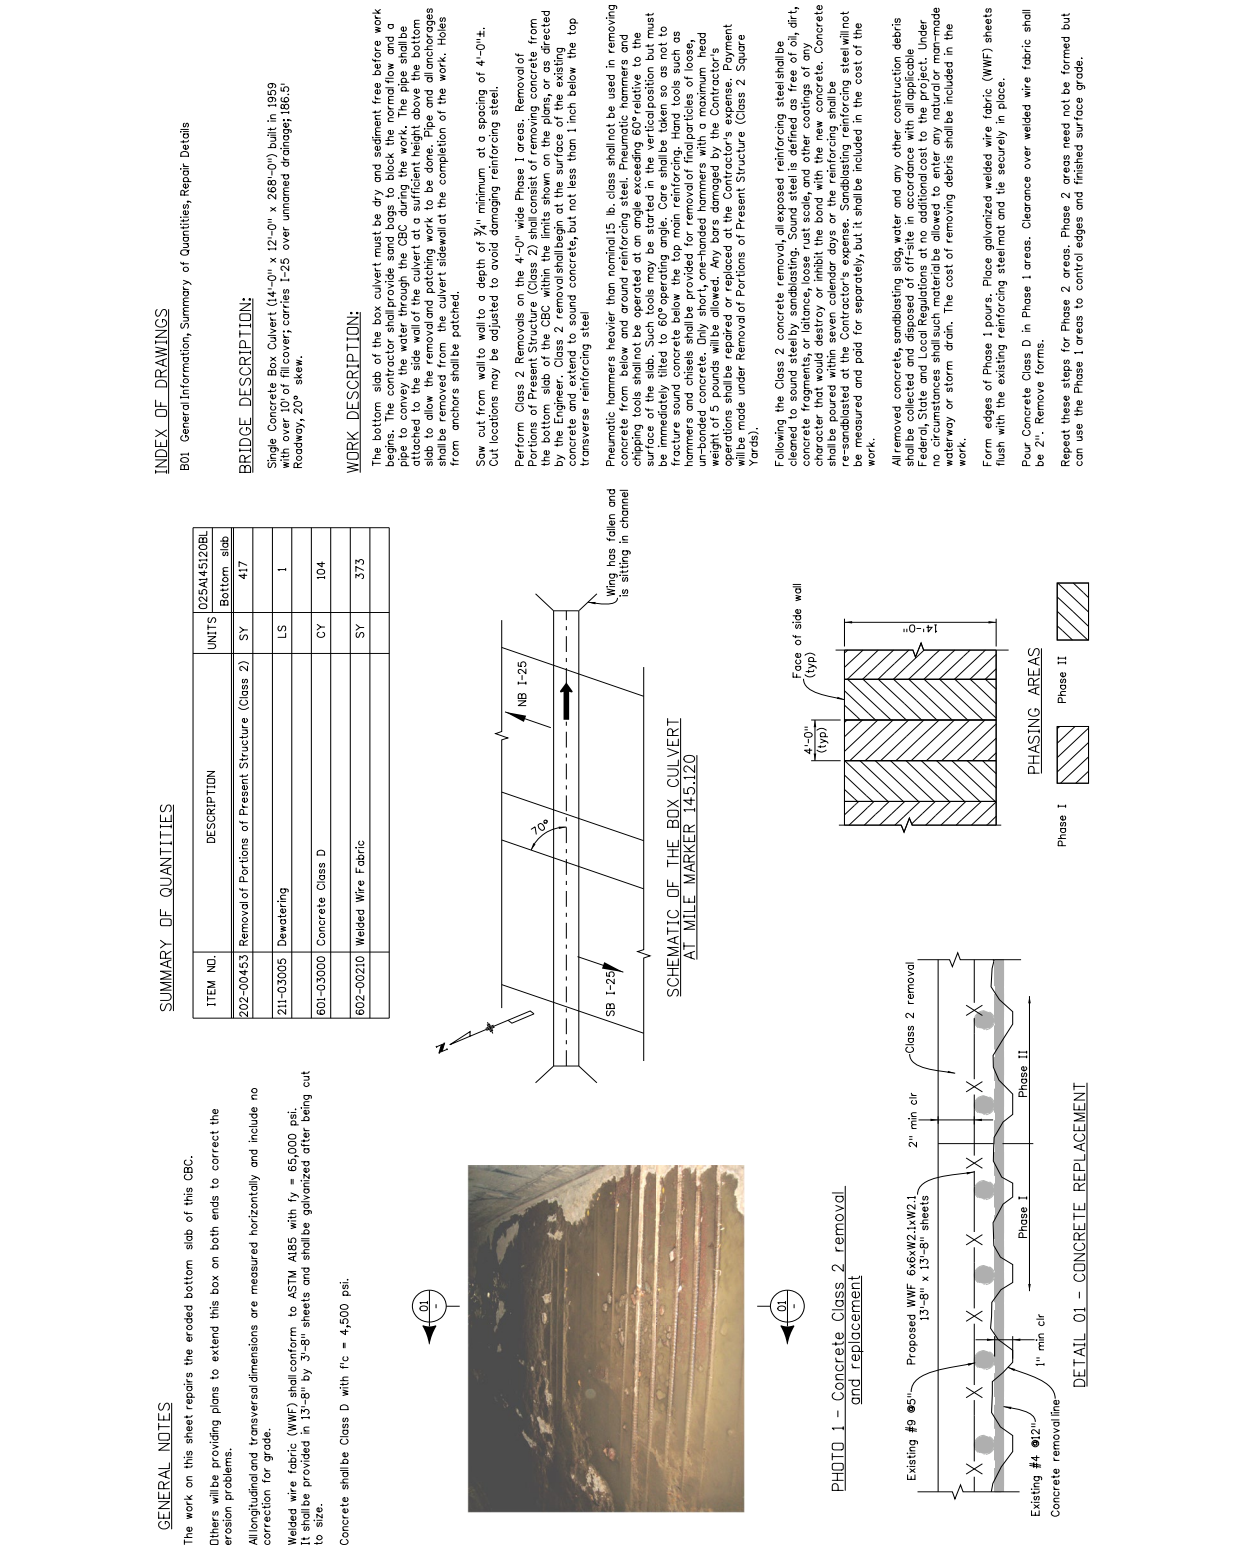 GENERAL NOTES
The work on this sheet repairs the eroded bottom slab of this CBC.
Others will be providing plans to extend this box on both ends to correct the
erosion problems.
All longitudinal and transversal dimensions are measured horizontally and include no
correction for grade.
Welded wire fabric (WWF) shall conform to ASTM A185 with fy = 65,000 psi.
It shall be provided in 13'-8" by 3'-8" sheets and shall be galvanized after being cut
to size.
Concrete shall be Class D with f'c = 4,500 psi.
SUMMARY OF QUANTITIES
ITEM NO. DESCRIPTION UNITS 025A145120BL
Bottom slab
202-00453 Removal of Portions of Present Structure (Class 2) SY 417
211-03005 Dewatering LS 1
601-03000 Concrete Class D CY 104
602-00210 Welded Wire Fabric SY 373
INDEX OF DRAWINGS
B01 General Information, Summary of Quantities, Repair Details
BRIDGE DESCRIPTION:
Single Concrete Box Culvert (14'-0" x 12'-0" x 268'-0") built in 1959
with over 10' of fill cover; carries I-25 over unnamed drainage; 186.5'
Roadway, 20° skew.
WORK DESCRIPTION:
The bottom slab of the box culvert must be dry and sediment free before work
begins. The contractor shall provide sand bags to block the normal flow and a
pipe to convey the water through the CBC during the work. The pipe shall be
attached to the side wall of the culvert at a sufficient height above the bottom
slab to allow the removal and patching work to be done. Pipe and all anchorages
shall be removed from the culvert sidewall at the completion of the work. Holes
from anchors shall be patched.
Saw cut from wall to wall to a depth of 3/4" minimum at a spacing of 4'-0"±.
Cut locations may be adjusted to avoid damaging reinforcing steel.
Perform Class 2 Removals on the 4'-0" wide Phase I areas. Removal of
Portions of Present Structure (Class 2) shall consist of removing concrete from
the bottom slab of the CBC within the limits shown on the plans, or as directed
by the Engineer. Class 2 removal shall begin at the surface of the existing
concrete and extend to sound concrete, but not less than 1 inch below the top
transverse reinforcing steel
Pneumatic hammers heavier than nominal 15 lb. class shall not be used in removing
concrete from below and around reinforcing steel. Pneumatic hammers and
chipping tools shall not be operated at an angle exceeding 60° relative to the
surface of the slab. Such tools may be started in the vertical position but must
be immediately tilted to 60° operating angle. Care shall be taken so as not to
fracture sound concrete below the top main reinforcing. Hand tools such as
hammers and chisels shall be provided for removal of final particles of loose,
un-bonded concrete. Only short, one-handed hammers with a maximum head
weight of 5 pounds will be allowed. Any bars damaged by the Contractor's
operations shall be repaired or replaced at the Contractor's expense. Payment
will be made under Removal of Portions of Present Structure (Class 2 Square
Yards).
Following the Class 2 concrete removal, all exposed reinforcing steel shall be
cleaned to sound steel by sandblasting. Sound steel is defined as free of oil, dirt,
concrete fragments, or laitance, loose rust scale, and other coatings of any
character that would destroy or inhibit the bond with the new concrete. Concrete
shall be poured within seven calendar days or the reinforcing shall be
re-sandblasted at the Contractor's expense. Sandblasting reinforcing steel will not
be measured and paid for separately, but it shall be included in the cost of the
work.
All removed concrete, sandblasting slag, water and any other construction debris
shall be collected and disposed of off-site in accordance with all applicable
Federal, State and Local Regulations at no additional cost to the project. Under
no circumstances shall such material be allowed to enter any natural or man-made
waterway or storm drain. The cost of removing debris shall be included in the
work.
Form edges of Phase 1 pours. Place galvanized welded wire fabric (WWF) sheets
flush with the existing reinforcing steel mat and tie securely in place.
Pour Concrete Class D in Phase 1 areas. Clearance over welded wire fabric shall
be 2". Remove forms.
Repeat these steps for Phase 2 areas. Phase 2 areas need not be formed but
can use the Phase 1 areas to control edges and finished surface grade.
01
-
01
-
PHOTO 1 - Concrete Class 2 removal
and replacement
N
SB I-25
70°
NB I-25
Wing has fallen and
is sitting in channel
SCHEMATIC OF THE BOX CULVERT
AT MILE MARKER 145.120
Existing #9 @5"
Proposed WWF 6x6xW2.1xW2.1
13'-8" x 13'-8" sheets
2" min clr
Class 2 removal
Existing #4 @12"
Concrete removal line
1" min clr
Phase I
Phase II
DETAIL 01 - CONCRETE REPLACEMENT
4'-0"
(typ)
Face of side wall
(typ)
14'-0"
PHASING AREAS
Phase I
Phase II